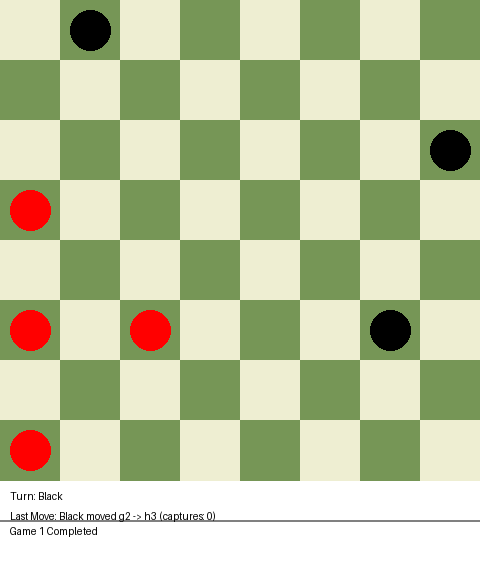 Turn: Black
Last Move: Black moved g2 -> h3 (captures: 0)
Game 1 Completed